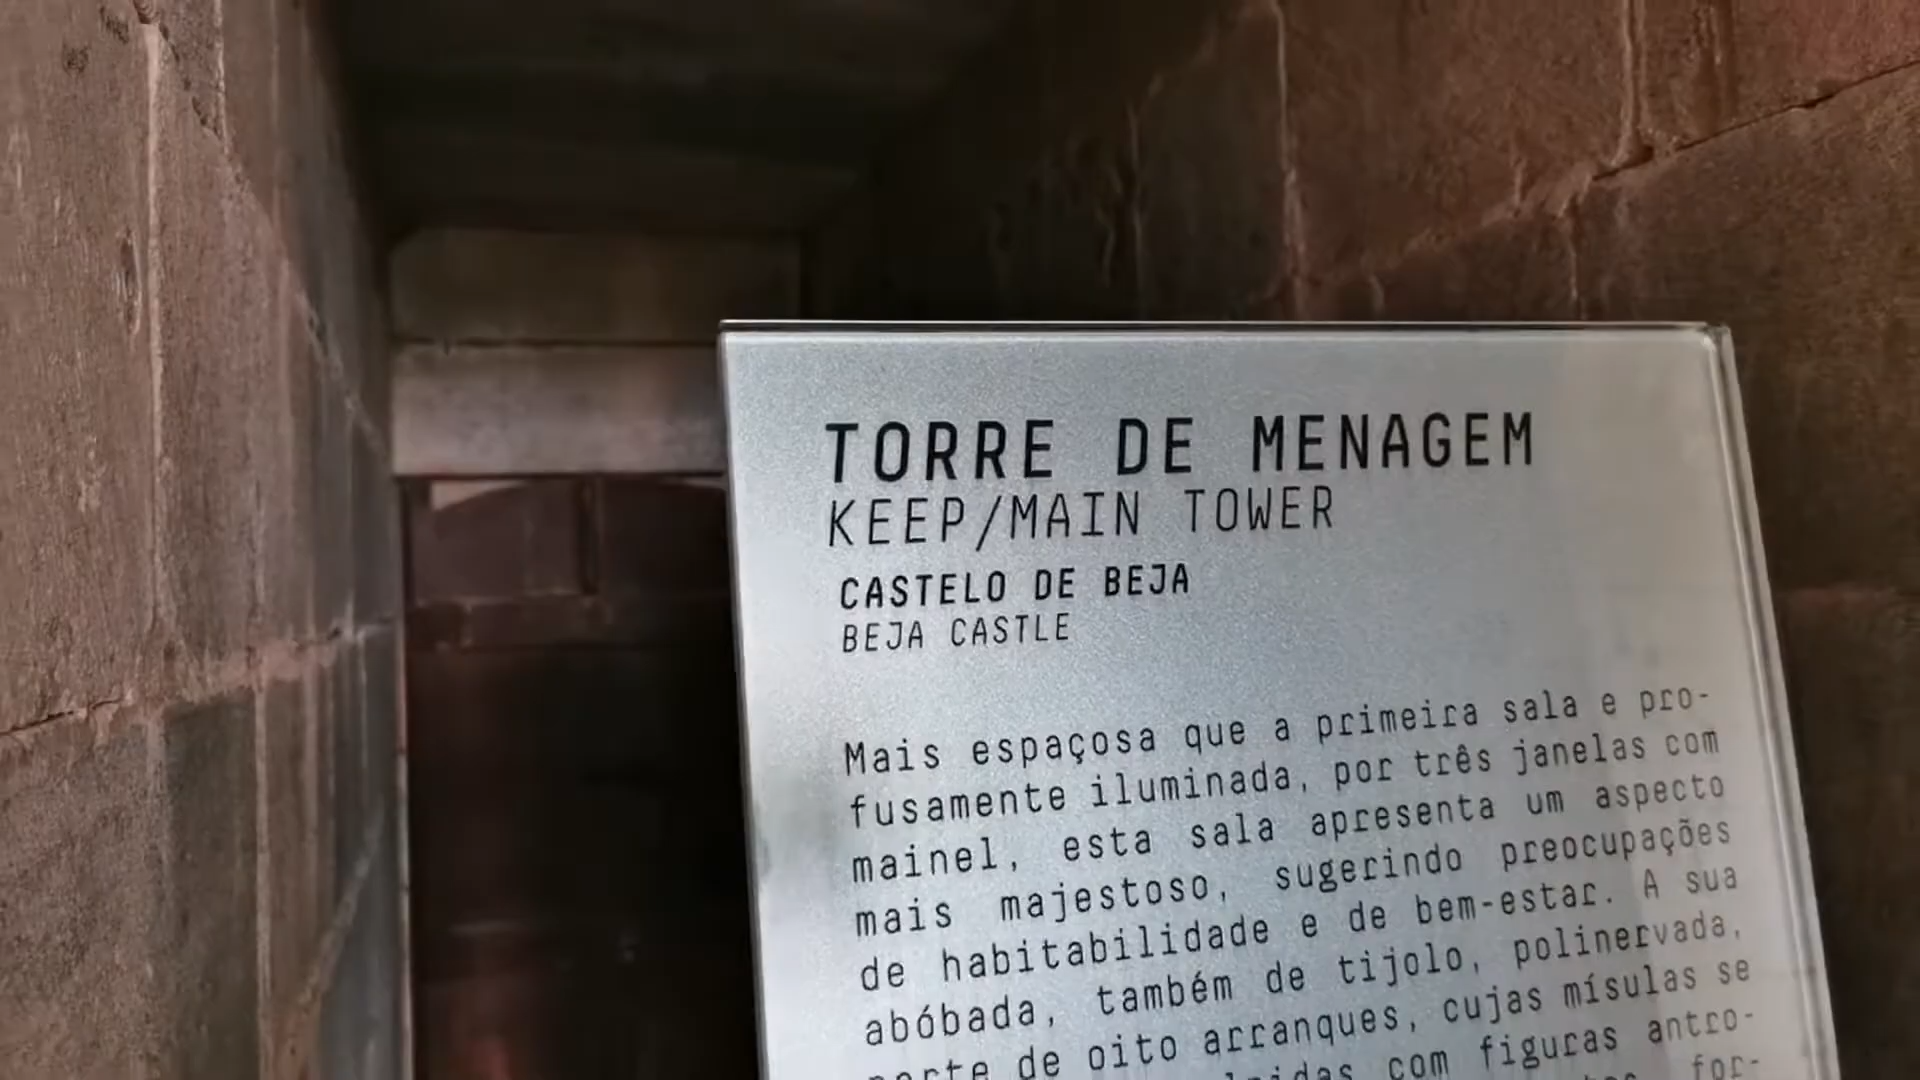 TORRE DE MENAGEM
KEEP/MAIN TOWER
CASTELO DE BEJA
BEJA CASTLE
Mais espaçosa que a primeira sala e pro-
fusamente iluminada, por três janelas com
mainel, esta sala apresenta um aspecto
mais majestoso, sugerindo preocupações
de habitabilidade e de bem-estar. A sua
abóbada, também de tijolo, polinervada,
parte de oito arranques, cujas mísulas se
com figuras antro-
for-